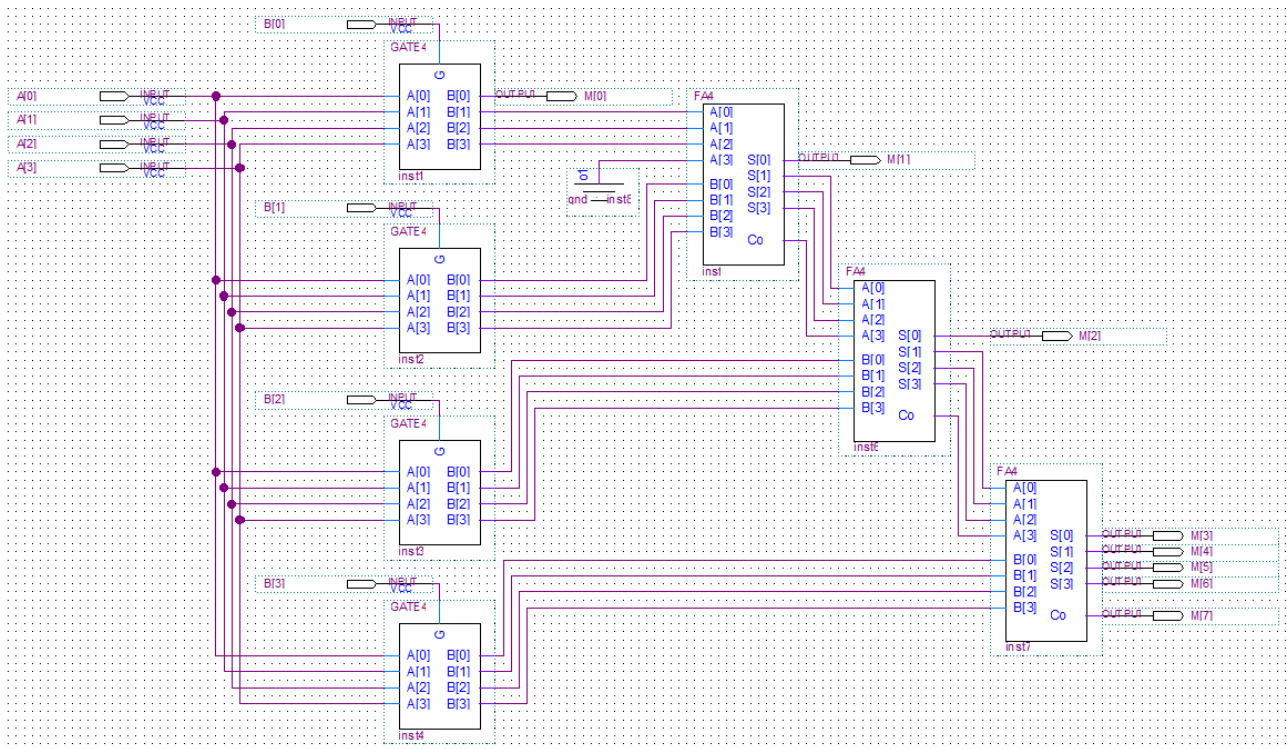 B[0] INPUT VCC
GATE4
G
A[0] INPUT VCC
A[0] B[0] OUTPUT M[0]
FA4
A[1] INPUT VCC
A[1] B[1] A[0]
A[2] INPUT VCC
A[2] B[2] A[1]
A[3] INPUT VCC
A[3] B[3] A[2]
inst1
A[3] S[0] OUTPUT M[1]
01
S[1]
B[0]
S[2]
gnd
B[1]
S[3]
B[1] INPUT VCC
B[2]
GATE4
B[3]
Co
G
inst
FA4
A[0] B[0]
A[0]
A[1] B[1]
A[1]
A[2] B[2]
A[2]
A[3] B[3]
A[3] S[0] OUTPUT M[2]
inst2
S[1]
B[0] S[2]
B[1] S[3]
B[2]
B[2] INPUT VCC
B[3] Co
GATE4
G
inst6
FA4
A[0] B[0]
A[0]
A[1] B[1]
A[1]
A[2] B[2]
A[2]
A[3] B[3]
A[3] S[0] OUTPUT M[3]
inst3
S[1] OUTPUT M[4]
B[0] S[2] OUTPUT M[5]
B[1]
B[3] INPUT VCC
S[3] OUTPUT M[6]
B[2]
GATE4
B[3] Co OUTPUT M[7]
G
inst7
A[0] B[0]
A[1] B[1]
A[2] B[2]
A[3] B[3]
inst4